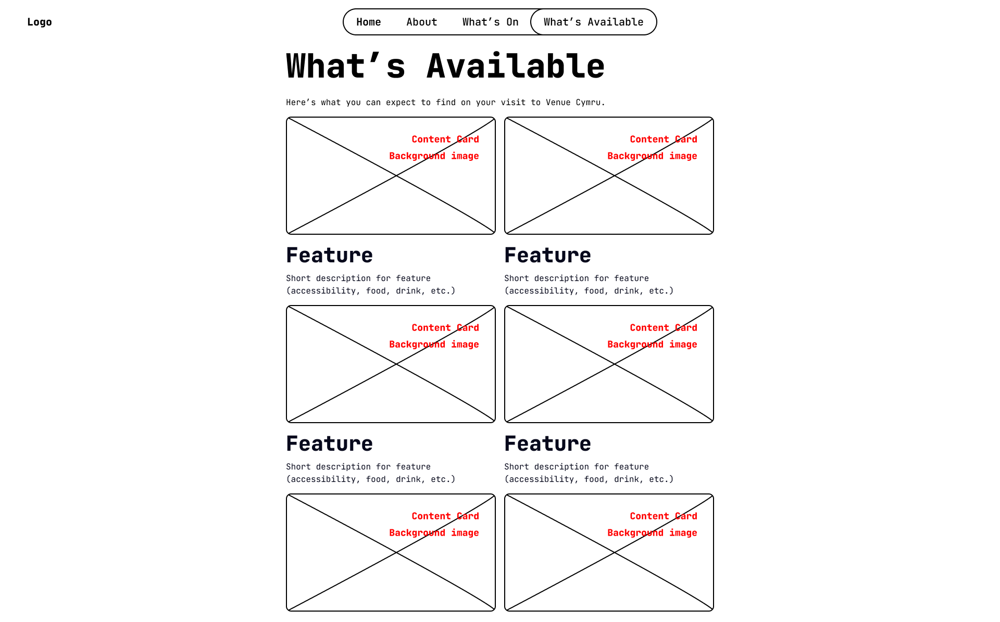 Logo
Home
About
What’s On
What’s Available
What’s Available
Here’s what you can expect to find on your visit to Venue Cymru.
Content Card
Background image
Content Card
Background image
Feature
Short description for feature
(accessibility, food, drink, etc.)
Feature
Short description for feature
(accessibility, food, drink, etc.)
Content Card
Background image
Content Card
Background image
Feature
Short description for feature
(accessibility, food, drink, etc.)
Feature
Short description for feature
(accessibility, food, drink, etc.)
Content Card
Background image
Content Card
Background image